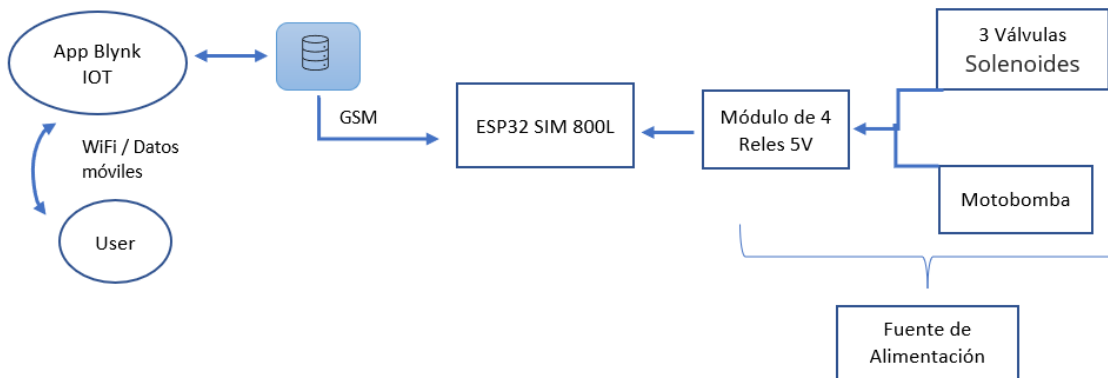 App Blynk
IOT
WiFi / Datos
móviles
User
GSM
ESP32 SIM 800L
Módulo de 4
Reles 5V
3 Válvulas
Solenoides
Motobomba
Fuente de
Alimentación